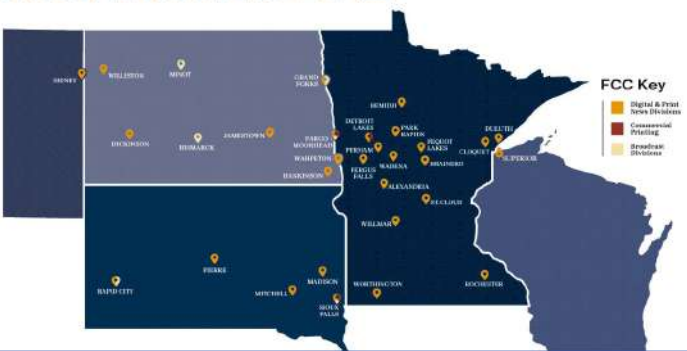 FCC Key
Digital & Print
News Divisions
Commercial
Printing
Broadcast
Divisions
SIDNEY
WILLISTON
MINOT
GRAND
FORKS
BEMIDJI
DICKINSON
BISMARCK
JAMESTOWN
FARGO
MOORHEAD
WAHPETON
HANKINSON
DETROIT
LAKES
PARK
RAPIDS
PERHAM
WADENA
FERGUS
FALLS
PEQUOT
LAKES
BRAINERD
DULUTH
CLOQUET
SUPERIOR
ALEXANDRIA
ST. CLOUD
WILLMAR
PIERRE
RAPID CITY
MITCHELL
MADISON
SIOUX
FALLS
WORTHINGTON
ROCHESTER